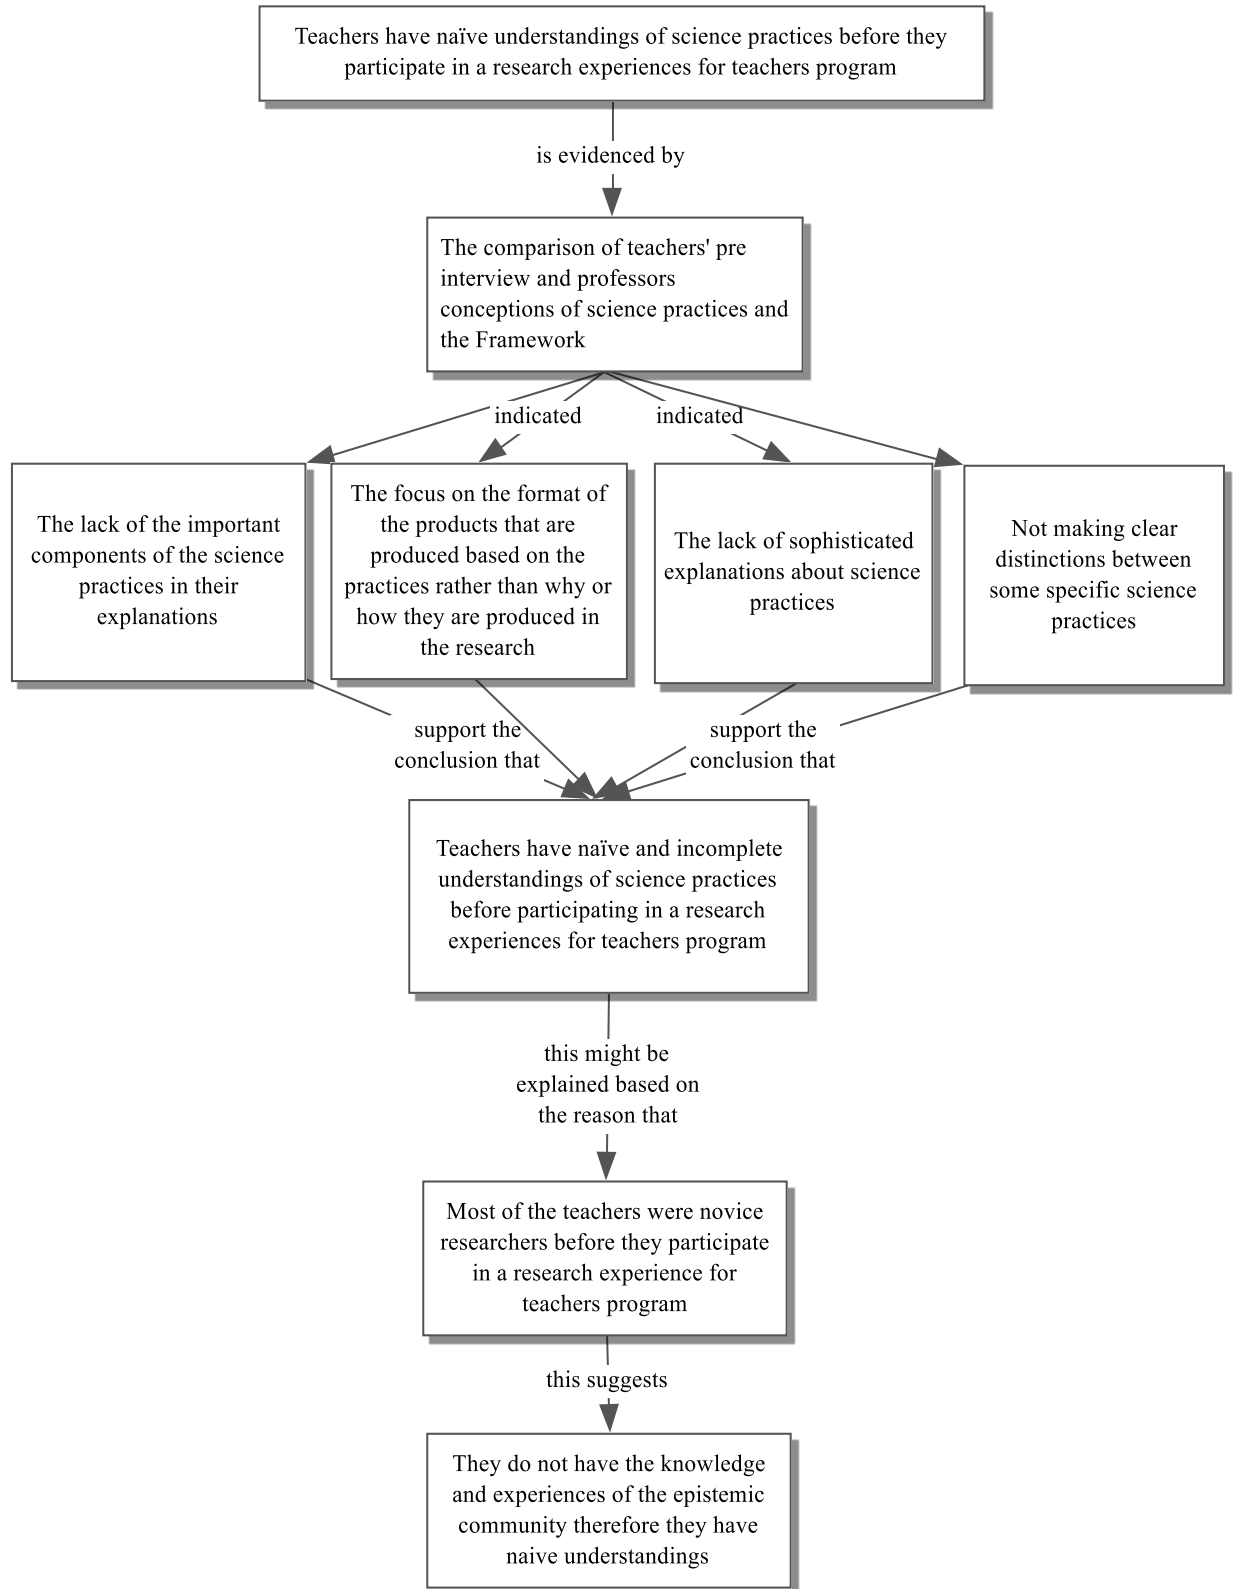 Teachers have naïve understandings of science practices before they
participate in a research experiences for teachers program
is evidenced by
The comparison of teachers' pre
interview and professors
conceptions of science practices and
the Framework
indicated
indicated
The lack of the important
components of the science
practices in their
explanations
The focus on the format of
the products that are
produced based on the
practices rather than why or
how they are produced in
the research
The lack of sophisticated
explanations about science
practices
Not making clear
distinctions between
some specific science
practices
support the
conclusion that
support the
conclusion that
Teachers have naïve and incomplete
understandings of science practices
before participating in a research
experiences for teachers program
this might be
explained based on
the reason that
Most of the teachers were novice
researchers before they participate
in a research experience for
teachers program
this suggests
They do not have the knowledge
and experiences of the epistemic
community therefore they have
naive understandings